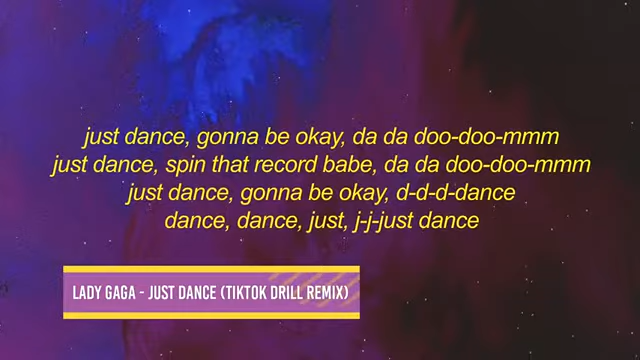 just dance, gonna be okay, da da doo-doo-mmm
just dance, spin that record babe, da da doo-doo-mmm
just dance, gonna be okay, d-d-d-dance
dance, dance, just, j-j-just dance
LADY GAGA - JUST DANCE (TIKTOK DRILL REMIX)